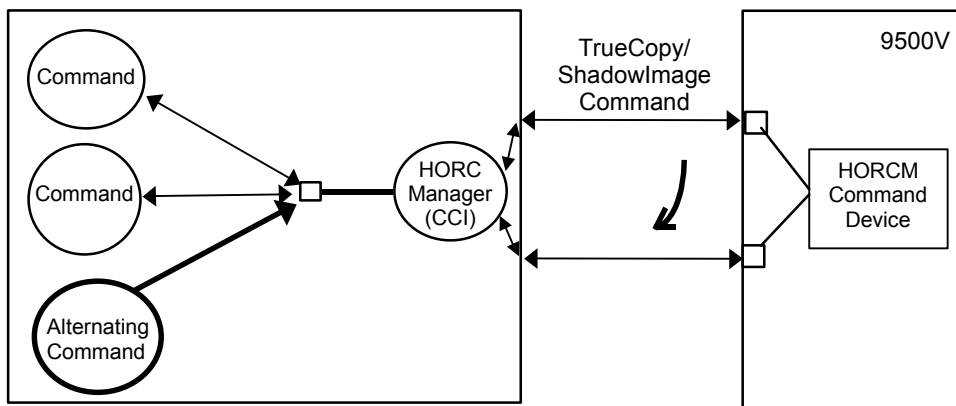 Command
Command
Alternating
Command
HORC
Manager
(CCI)
TrueCopy/
ShadowImage
Command
9500V
HORCM
Command
Device